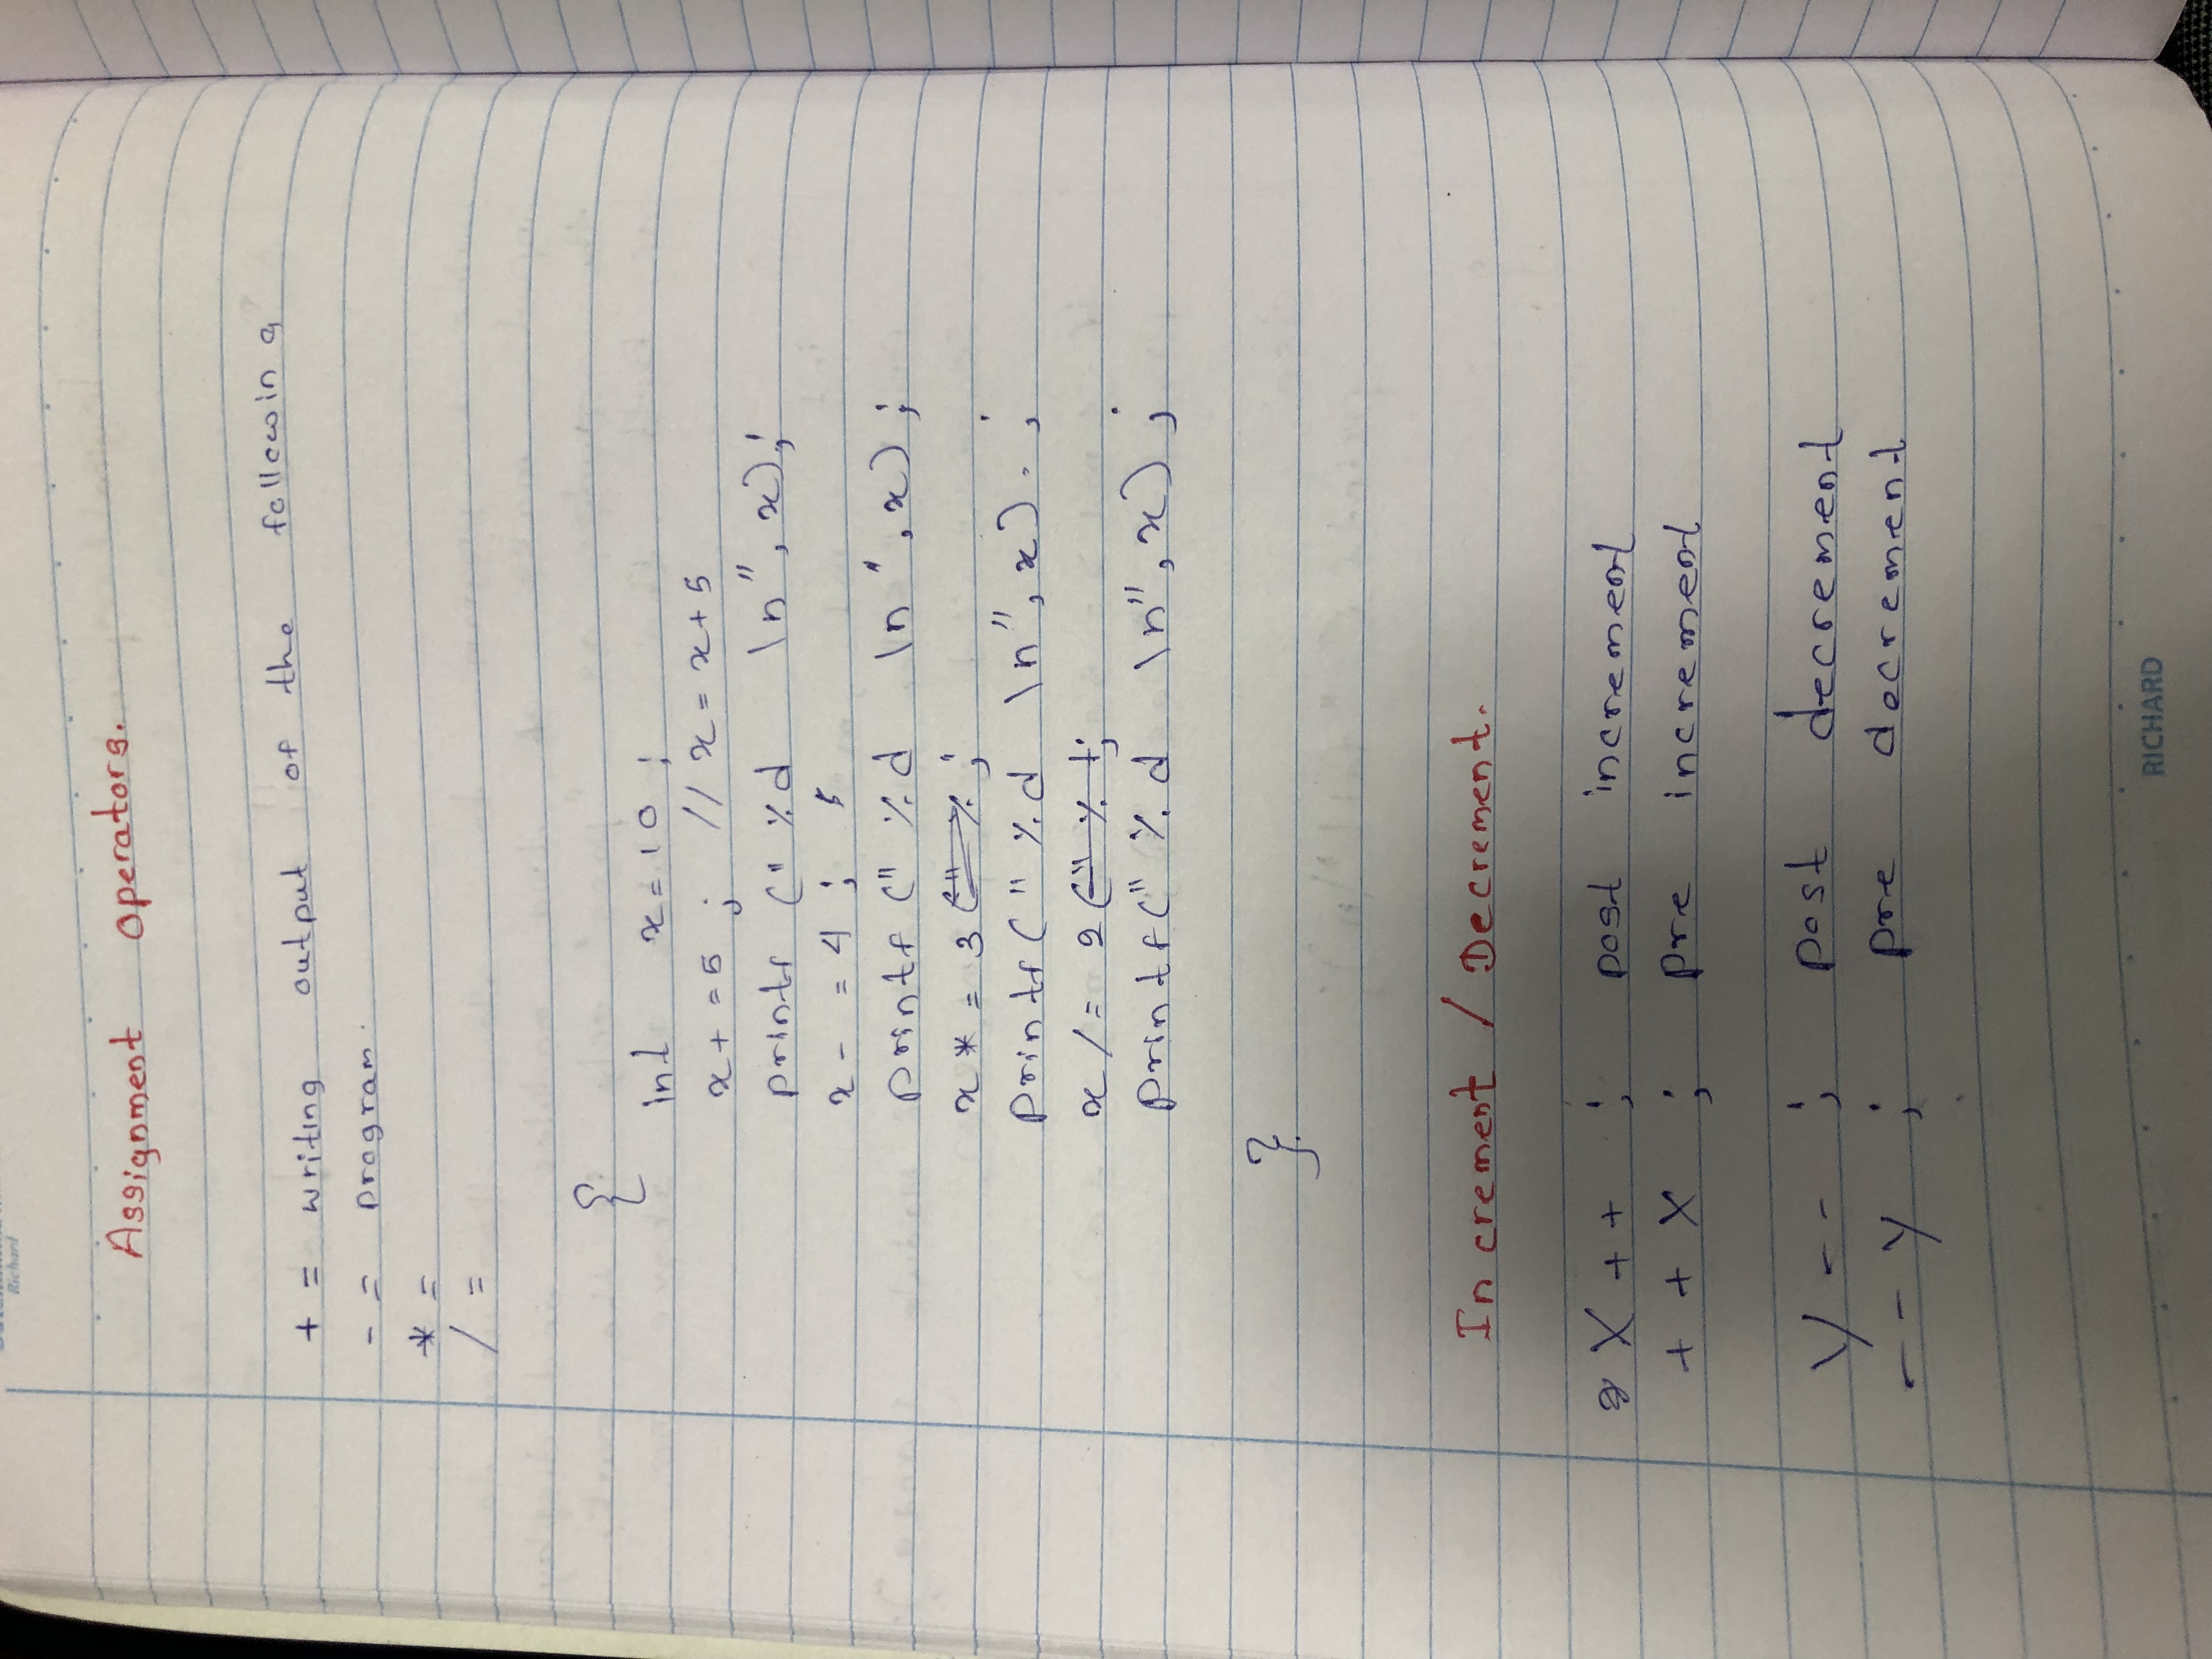 Richard
Assignment operators.
+ = writing output of the following
- = program.
* =
/ =
{
int x = 10 ;
x + = 5 ; // x = x + 5
printf (" %d \n", x);
x - = 4 ;
printf (" %d \n ", x) ;
x * = 3 ;
printf (" %d \n", x) . ;
x / = 2 ;
printf (" %d \n", x) ;
}.
Increment / Decrement.
X + + ; post increment
+ + X ; pre increment
Y - - ; post decrement
- - Y ; pre decrement
RICHARD